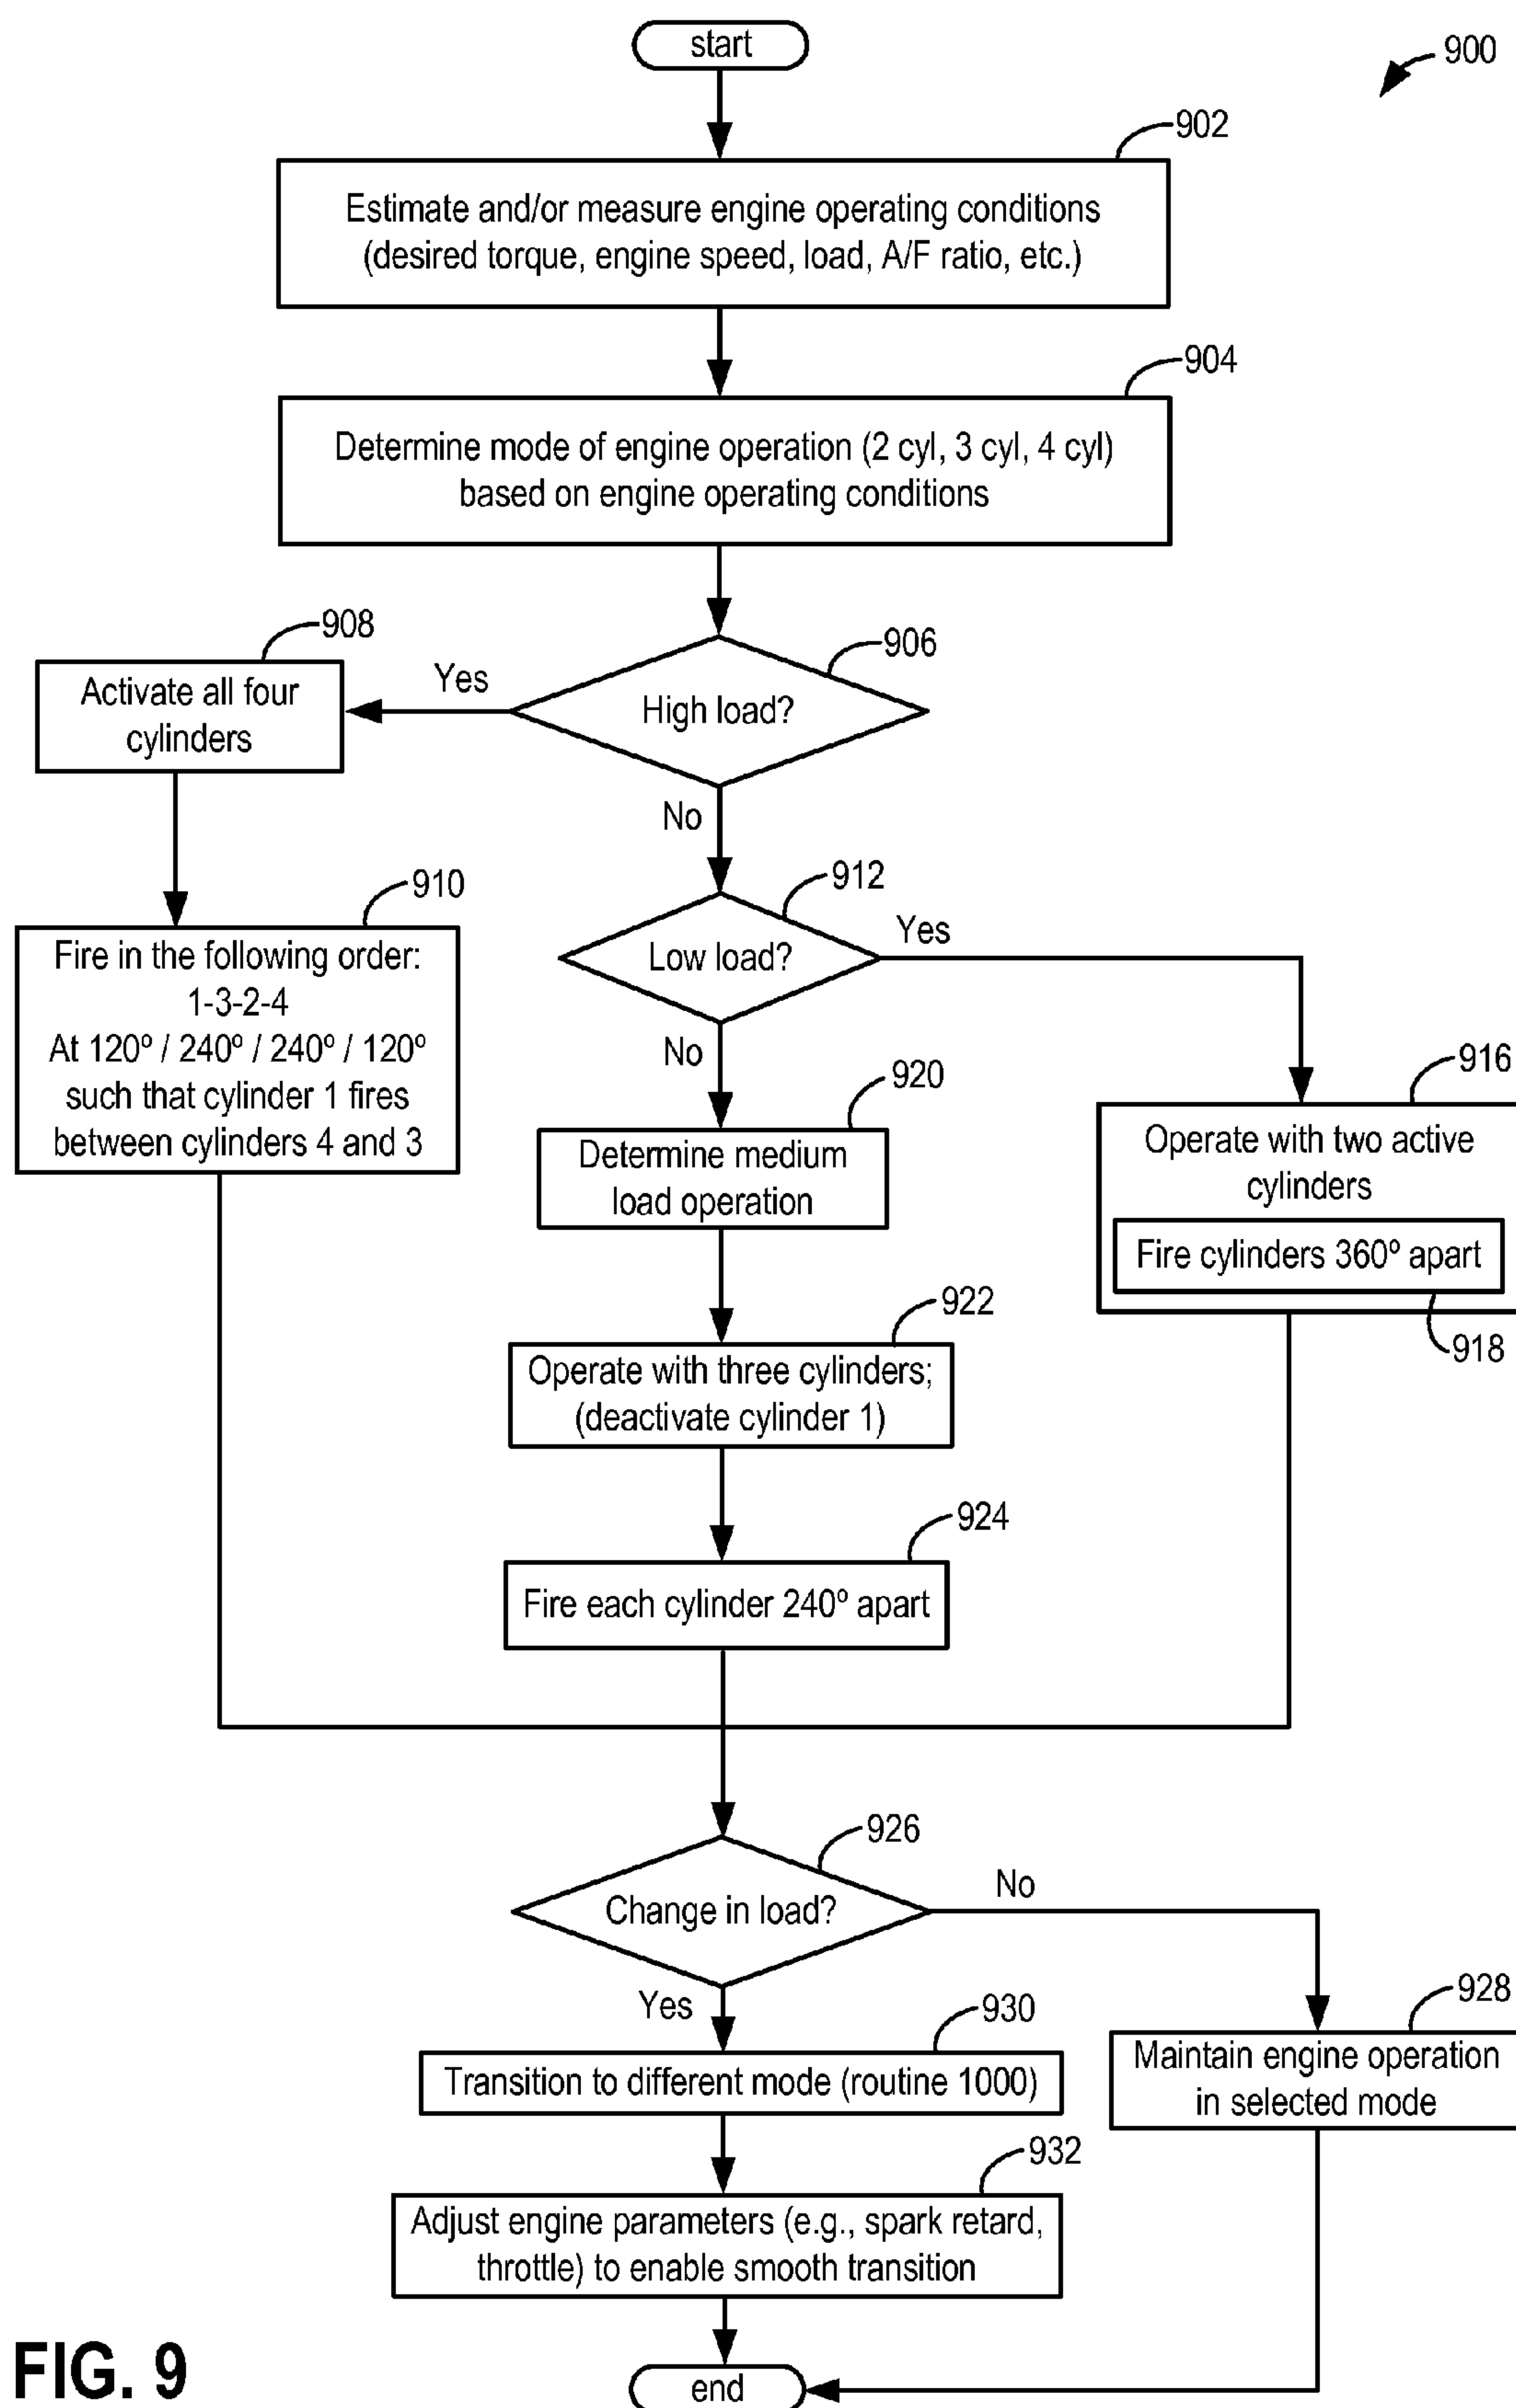 start
900
902
Estimate and/or measure engine operating conditions
(desired torque, engine speed, load, A/F ratio, etc.)
904
Determine mode of engine operation (2 cyl, 3 cyl, 4 cyl)
based on engine operating conditions
908
Activate all four
cylinders
Yes
906
High load?
No
910
Fire in the following order:
1-3-2-4
At 120º / 240º / 240º / 120º
such that cylinder 1 fires
between cylinders 4 and 3
912
Low load?
Yes
No
916
Operate with two active
cylinders
Fire cylinders 360º apart
918
920
Determine medium
load operation
922
Operate with three cylinders;
(deactivate cylinder 1)
924
Fire each cylinder 240º apart
926
Change in load?
No
Yes
928
Maintain engine operation
in selected mode
930
Transition to different mode (routine 1000)
932
Adjust engine parameters (e.g., spark retard,
throttle) to enable smooth transition
end
FIG. 9